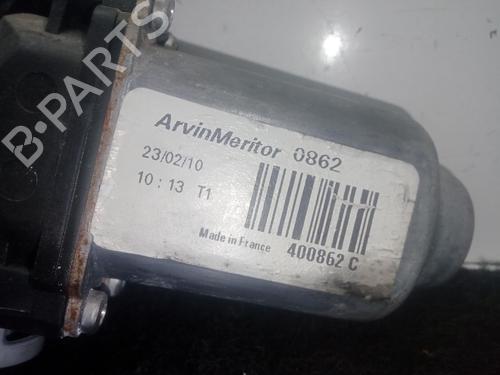 B-PARTS
ArvinMeritor 0862
23/02/10
10 : 13 T1
Made in France 400862 C